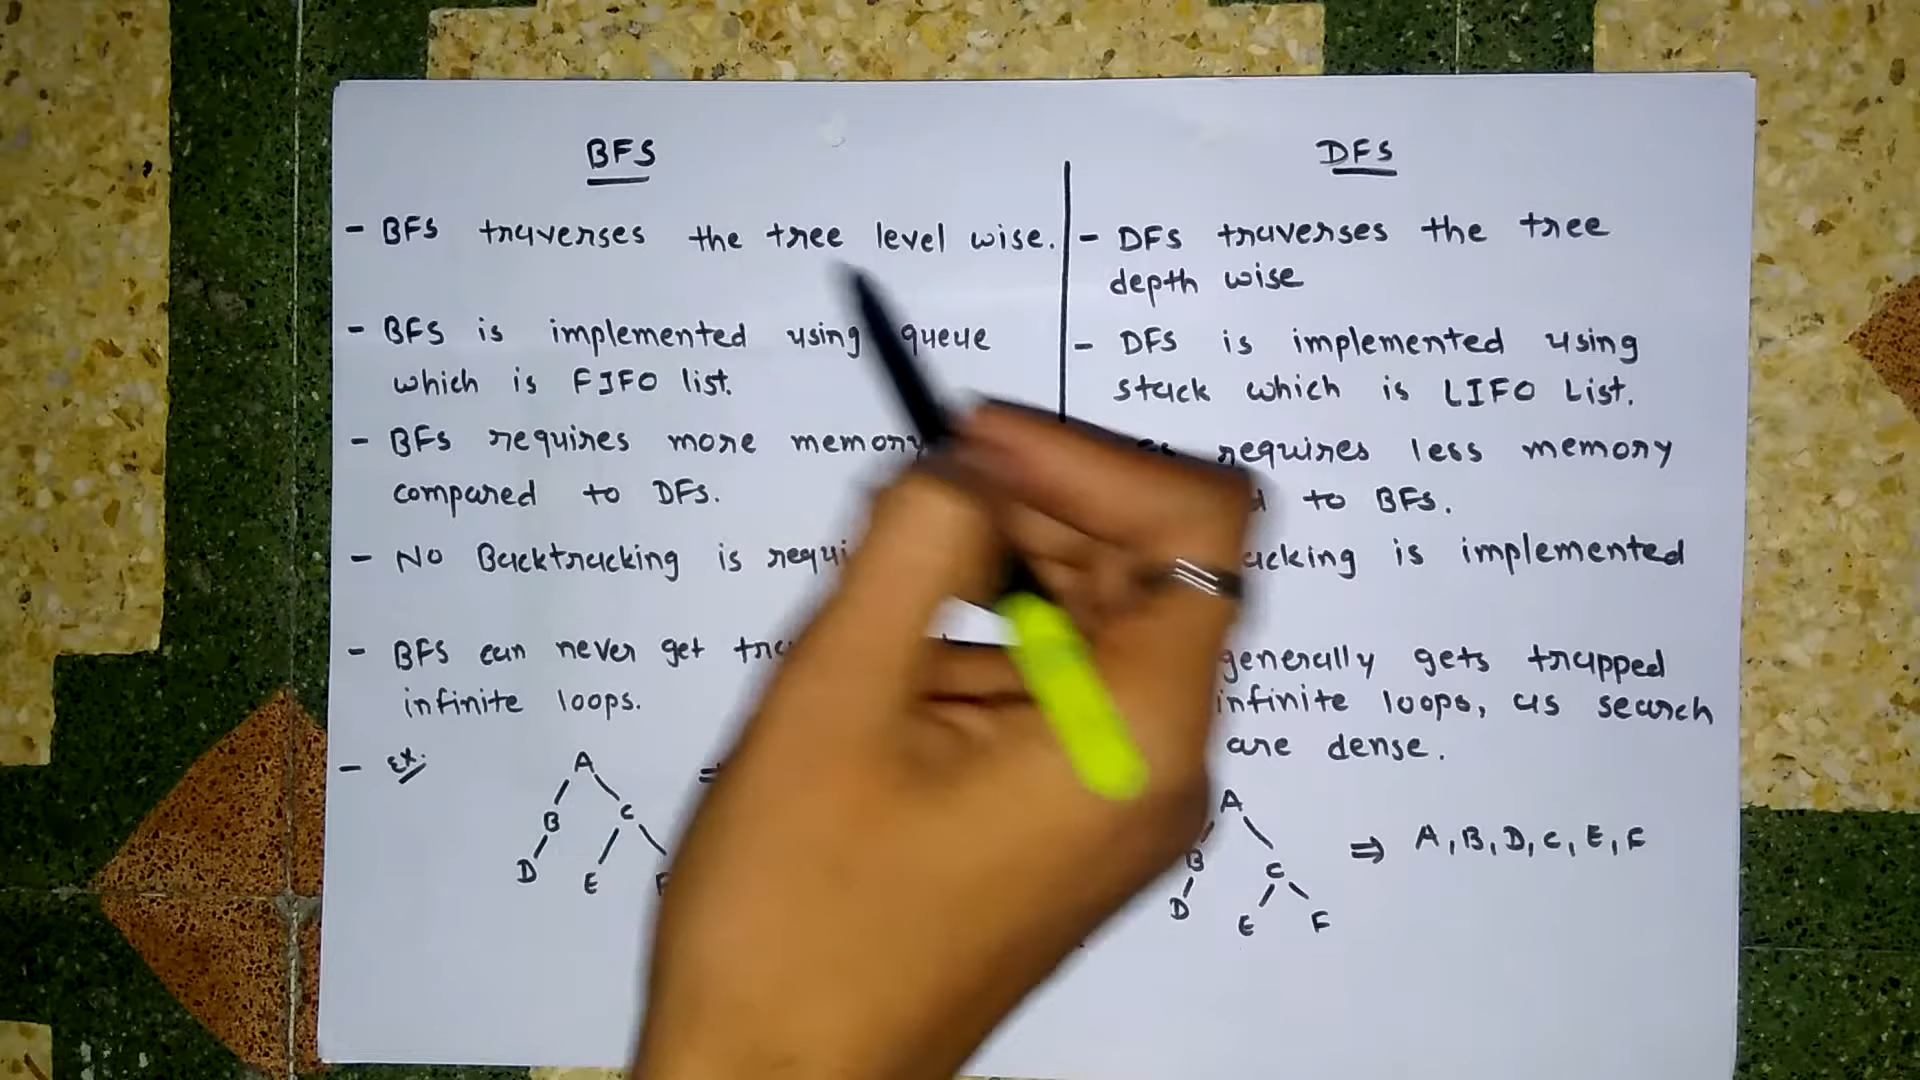 BFS
- BFS traverses the tree level wise.
- BFS is implemented using queue
which is FIFO list.
- BFS requires more memory
compared to DFS.
- No Backtracking is
- BFS can never get
infinite loops.
- Ex.
A
B C
D E
DFS
- DFS traverses the tree
depth wise
- DFS is implemented using
stack which is LIFO List.
requires less memory
to BFS.
is implemented
generally gets trapped
infinite loops, as search
are dense.
A
B C
D E F
⇒ A, B, D, C, E, F